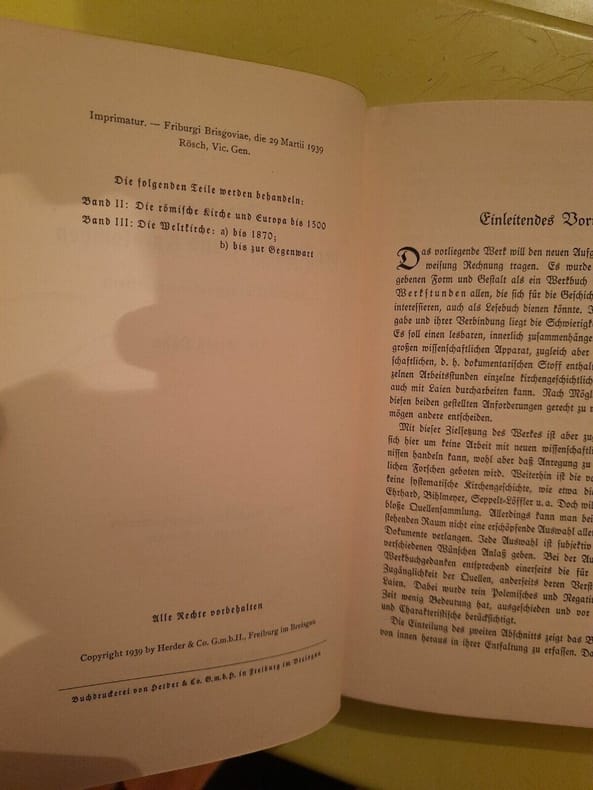 Imprimatur. — Friburgi Brisgoviae, die 29 Martii 1939
Rösch, Vic. Gen.
Die folgenden Teile werden behandeln:
Band II: Die römische Kirche und Europa bis 1500
Band III: Die Weltkirche: a) bis 1870;
b) bis zur Gegenwart
Alle Rechte vorbehalten
Copyright 1939 by Herder & Co. G.m.b.H., Freiburg im Breisgau
Buchdruckerei von Herder & Co. G.m.b.H. in Freiburg im Breisgau
Einleitendes Vor
Das vorliegende Werk will den neuen Aufg
weisung Rechnung tragen. Es wurde
gebenen Form und Gestalt als ein Werkbuch
Werkstunden allen, die sich für die Geschich
interessieren, auch als Lesebuch dienen könnte. I
gabe und ihrer Verbindung liegt die Schwierigk
Es soll einen lesbaren, innerlich zusammenhänge
großen wissenschaftlichen Apparat, zugleich aber
schaftlichen, d. h. dokumentarischen Stoff enthal
zelnen Arbeitsstunden einzelne kirchengeschichtlich
auch mit Laien durcharbeiten kann. Nach Mögl
diesen beiden gestellten Anforderungen gerecht zu
mögen andere entscheiden.
Mit dieser Zielsetzung des Werkes ist aber zu
sich hier um keine Arbeit mit neuen wissenschaftli
nissen handeln kann, wohl aber daß Anregung zu
lichen Forschen geboten wird. Weiterhin ist die v
keine systematische Kirchengeschichte, wie etwa di
Ehrhard, Bihlmeyer, Seppelt-Löffler u. a. Doch wil
bloße Quellensammlung. Allerdings kann man bei
stehenden Raum nicht eine erschöpfende Auswahl alle
Dokumente verlangen. Jede Auswahl ist subjektiv
verschiedenen Wünschen Anlaß geben. Bei der Au
Werkbuchgedanken entsprechend einerseits die für
Zugänglichkeit der Quellen, anderseits deren Verst
Laien. Dabei wurde rein Polemisches und Negati
Zeit wenig Bedeutung hat, ausgeschieden und vor
und Charakteristische berücksichtigt.
Die Einteilung des zweiten Abschnitts zeigt das B
von innen heraus in ihrer Entfaltung zu erfassen. Da